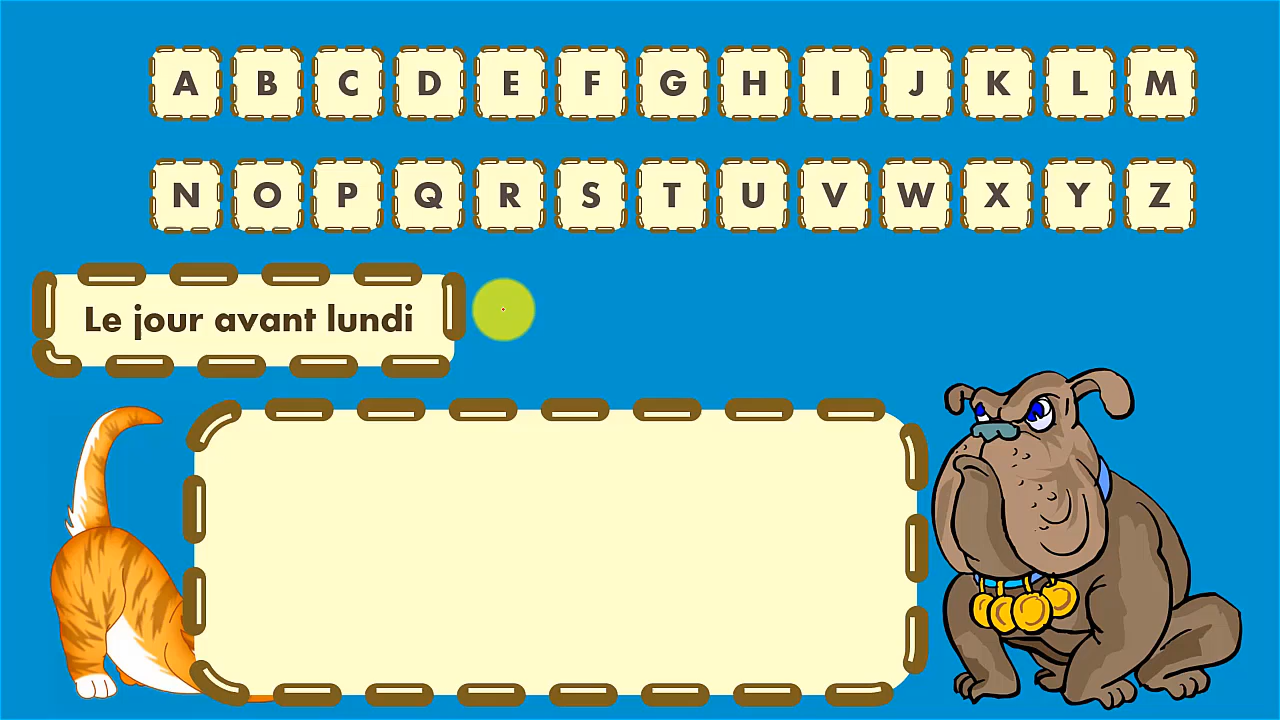 A B C D E F G H I J K L M
N O P Q R S T U V W X Y Z
Le jour avant lundi